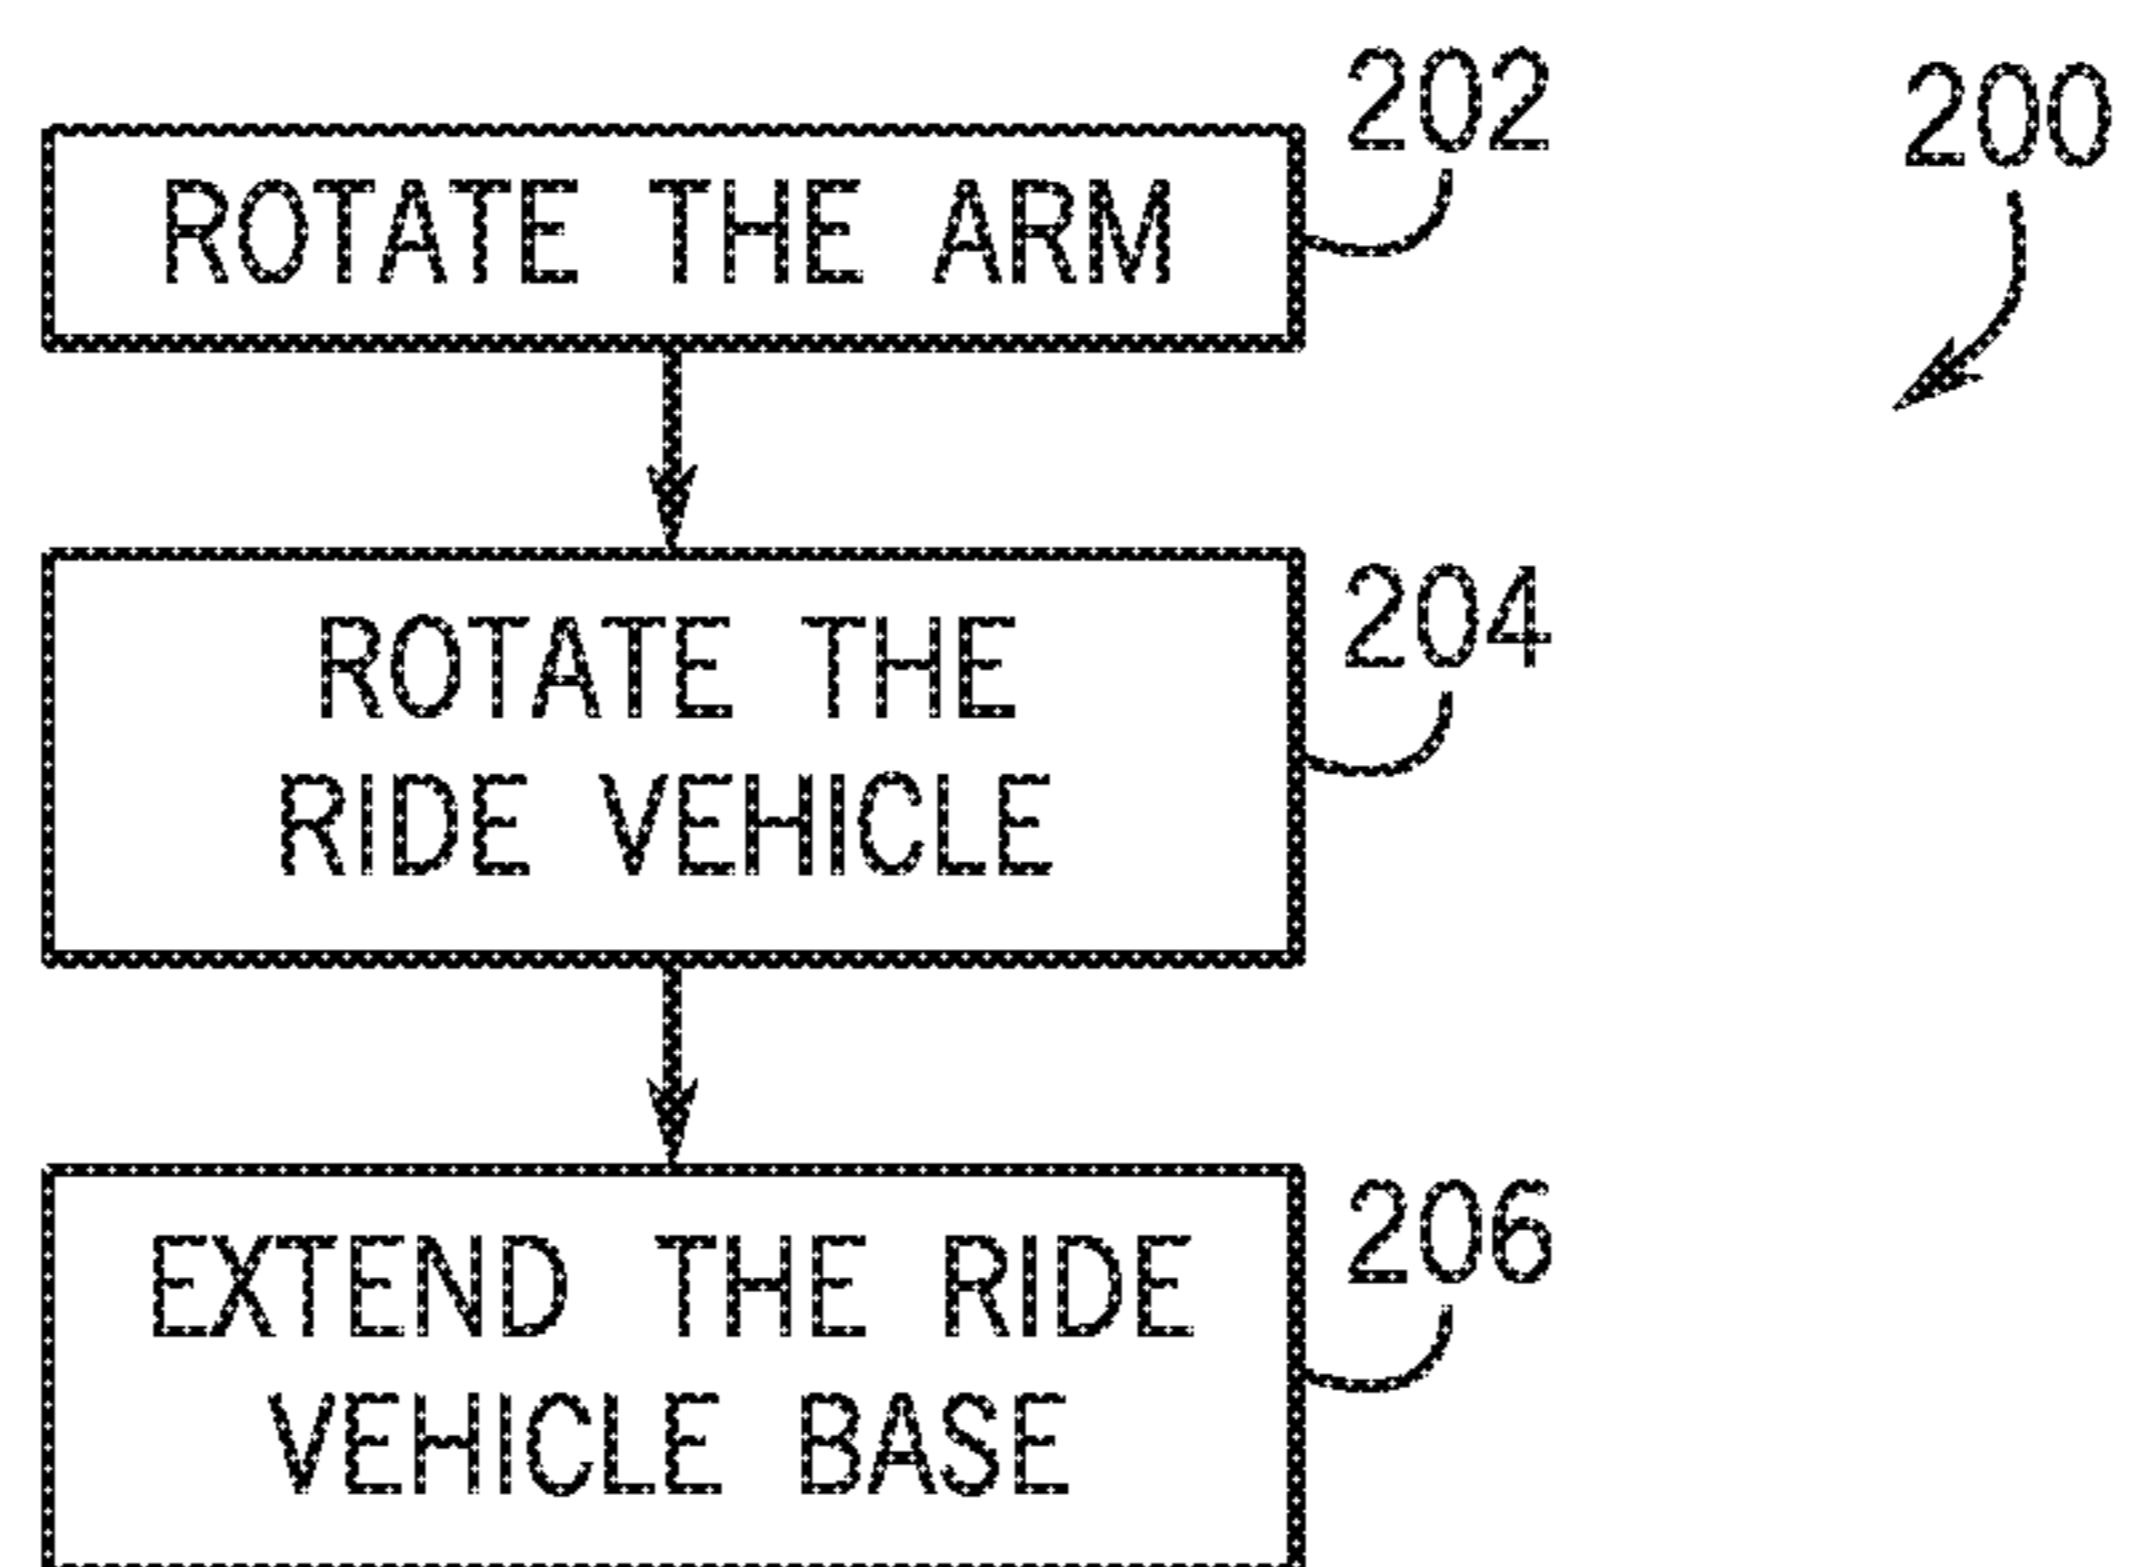 202
200
ROTATE THE ARM
204
ROTATE THE
RIDE VEHICLE
206
EXTEND THE RIDE
VEHICLE BASE